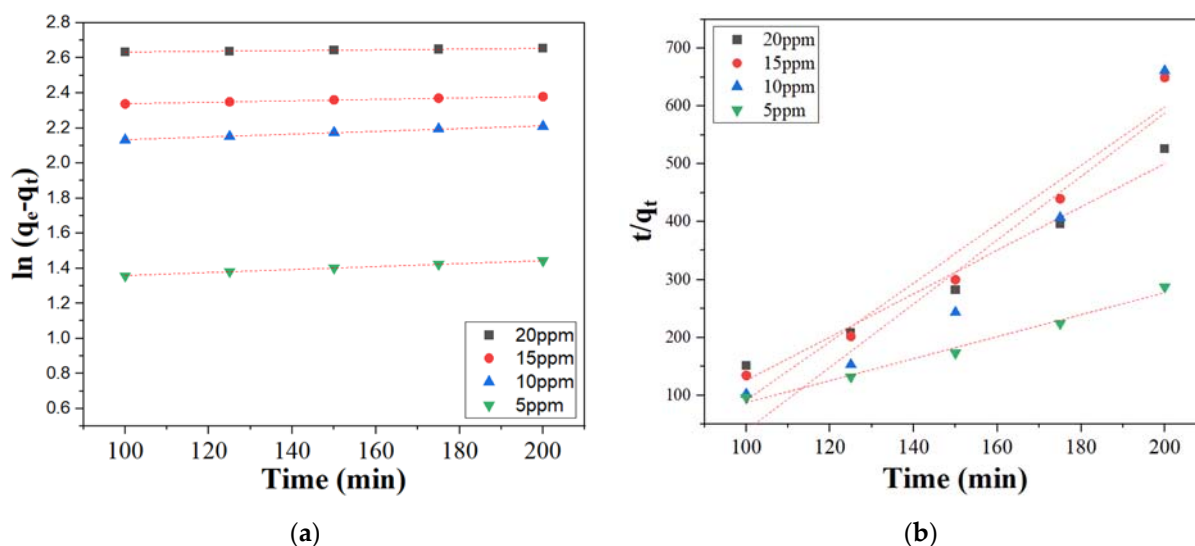 2.8
2.6
2.4
2.2
2.0
1.8
1.6
1.4
1.2
1.0
0.8
0.6
ln (qe-qt)
20ppm
15ppm
10ppm
5ppm
100 120 140 160 180 200
Time (min)
(a)
700
600
500
400
300
200
100
t/qt
20ppm
15ppm
10ppm
5ppm
100 120 140 160 180 200
Time (min)
(b)